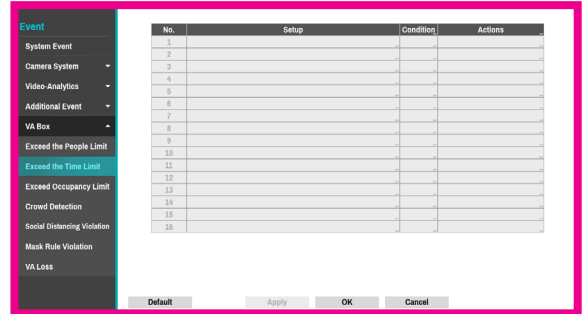 Event
System Event
Camera System
Video-Analytics
Additional Event
VA Box
Exceed the People Limit
Exceed the Time Limit
Exceed Occupancy Limit
Crowd Detection
Social Distancing Violation
Mask Rule Violation
VA Loss
No. Setup Condition Actions
1
2
3
4
5
6
7
8
9
10
11
12
13
14
15
16
Default Apply OK Cancel